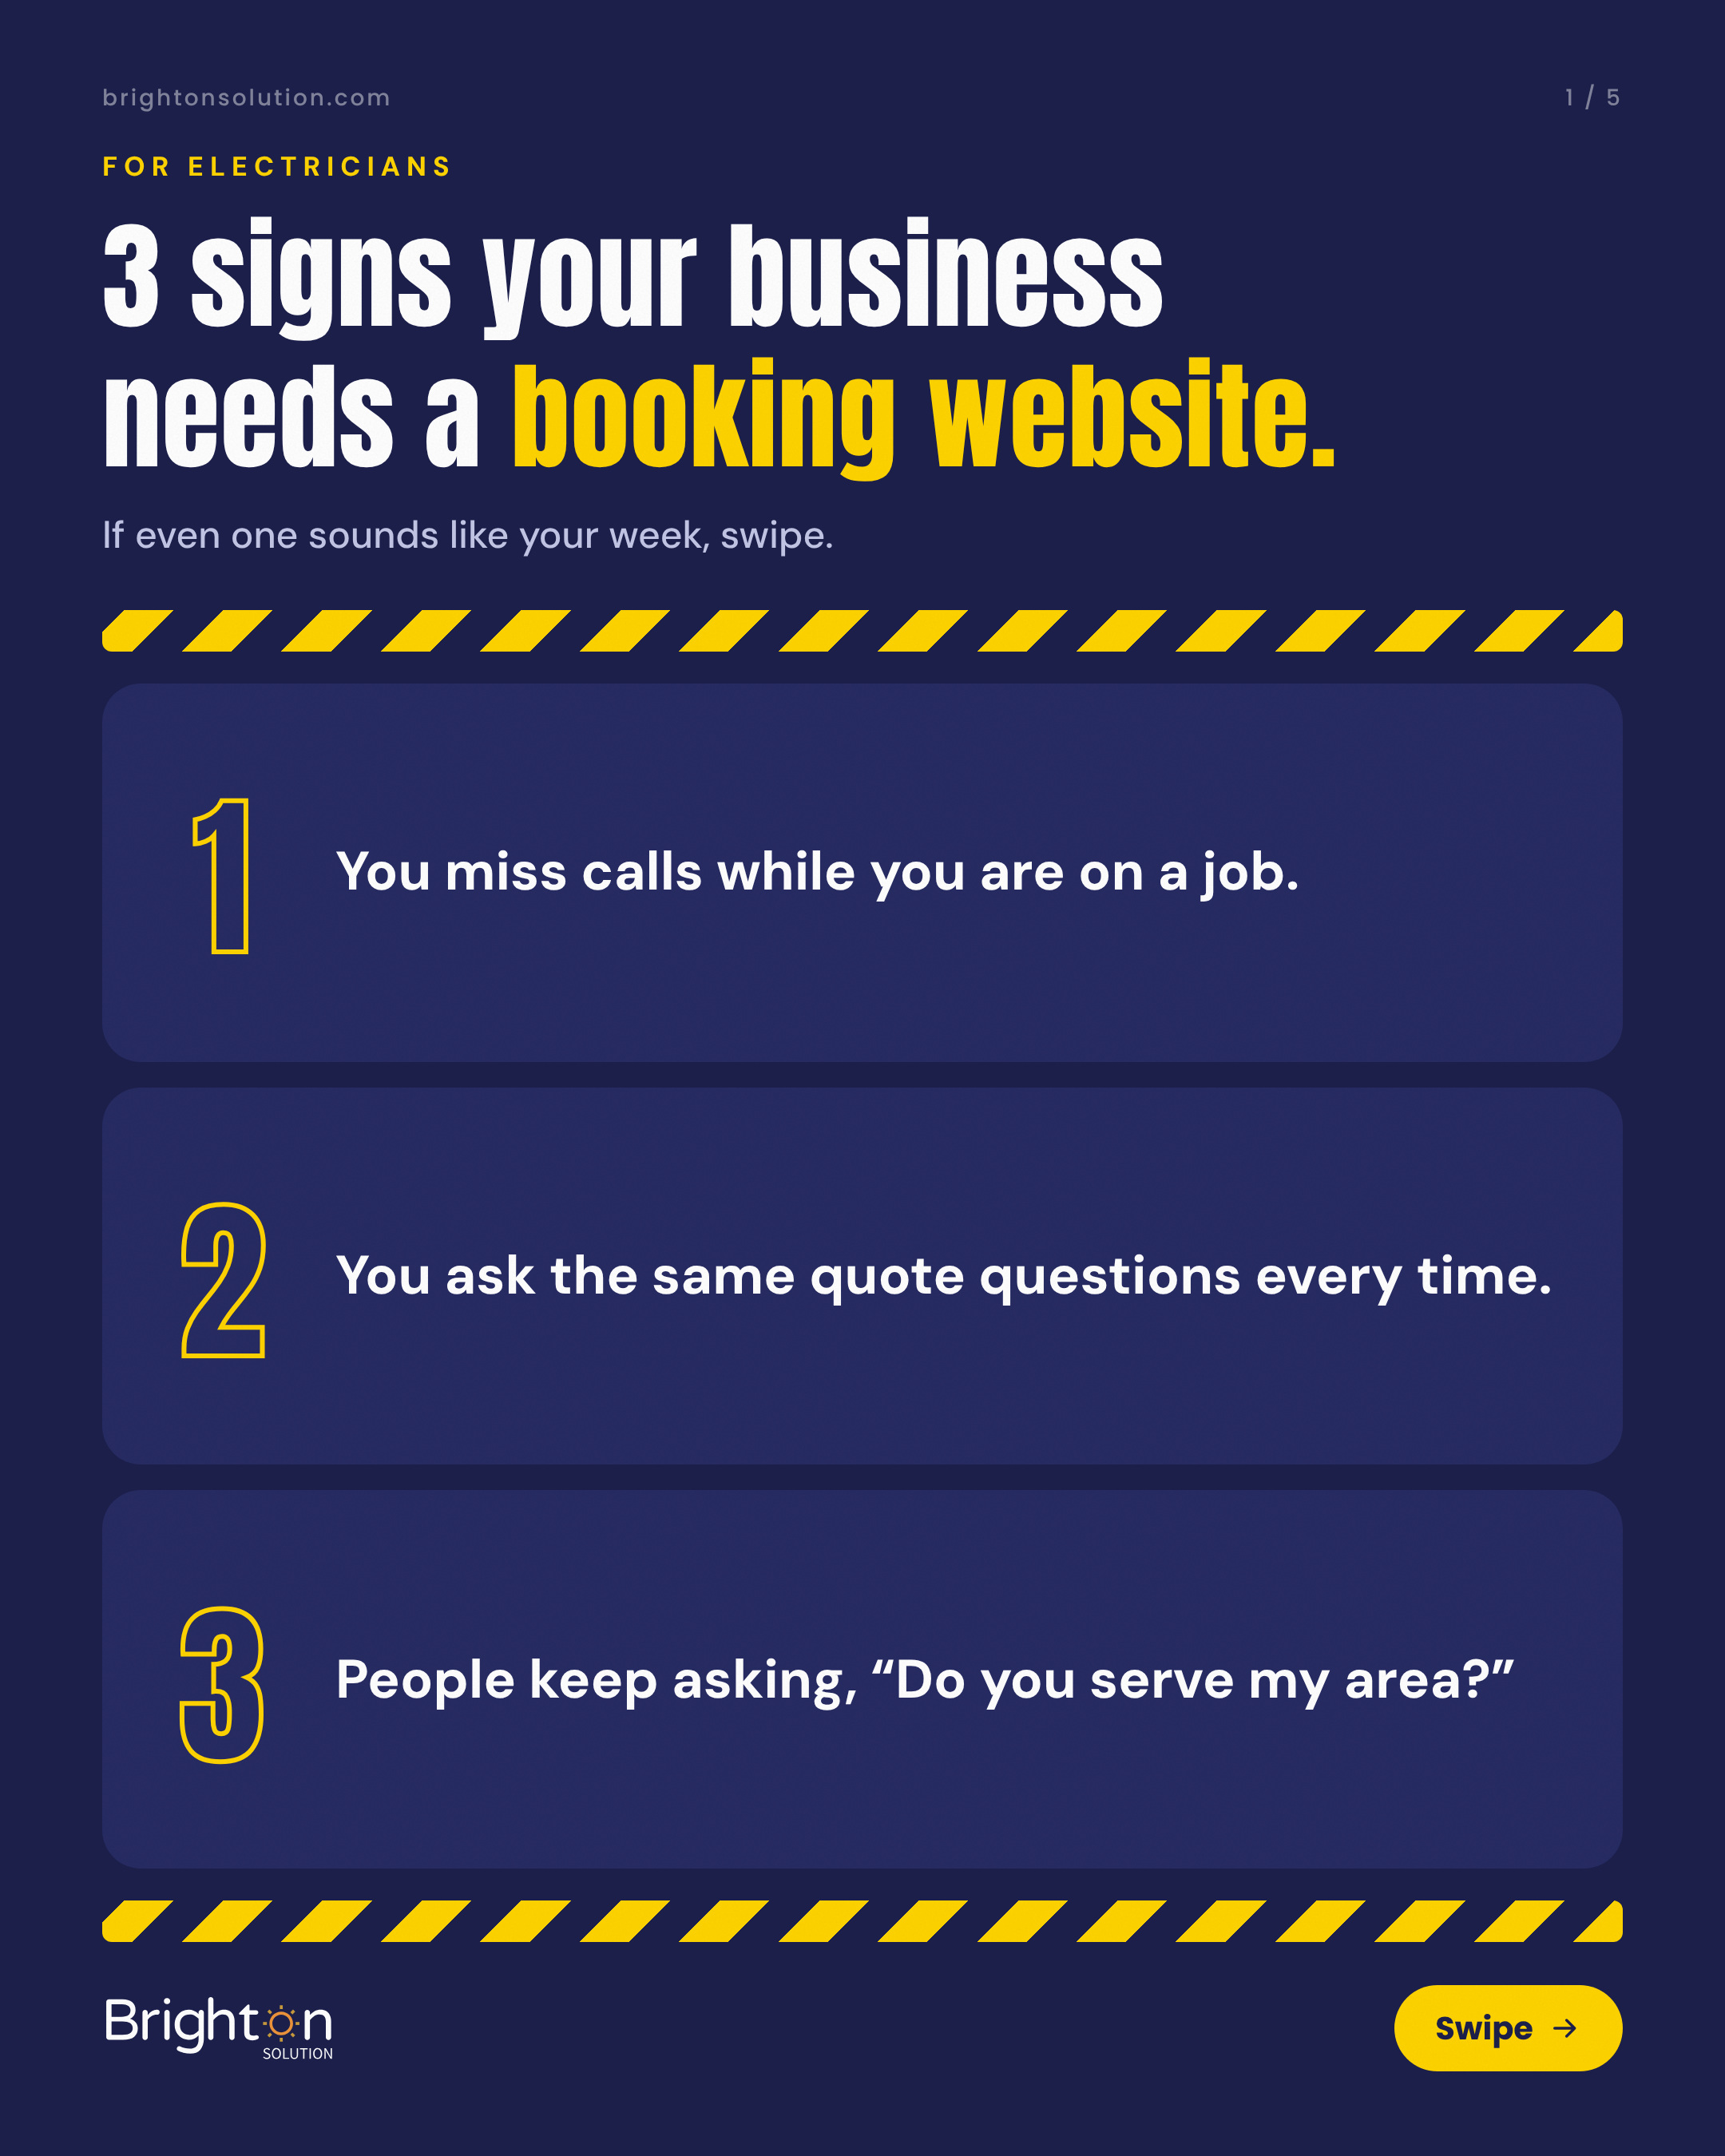 brightonsolution.com
1 / 5
FOR ELECTRICIANS
3 signs your business
needs a booking website.
If even one sounds like your week, swipe.
1
You miss calls while you are on a job.
2
You ask the same quote questions every time.
3
People keep asking, “Do you serve my area?”
Brighton
SOLUTION
Swipe →